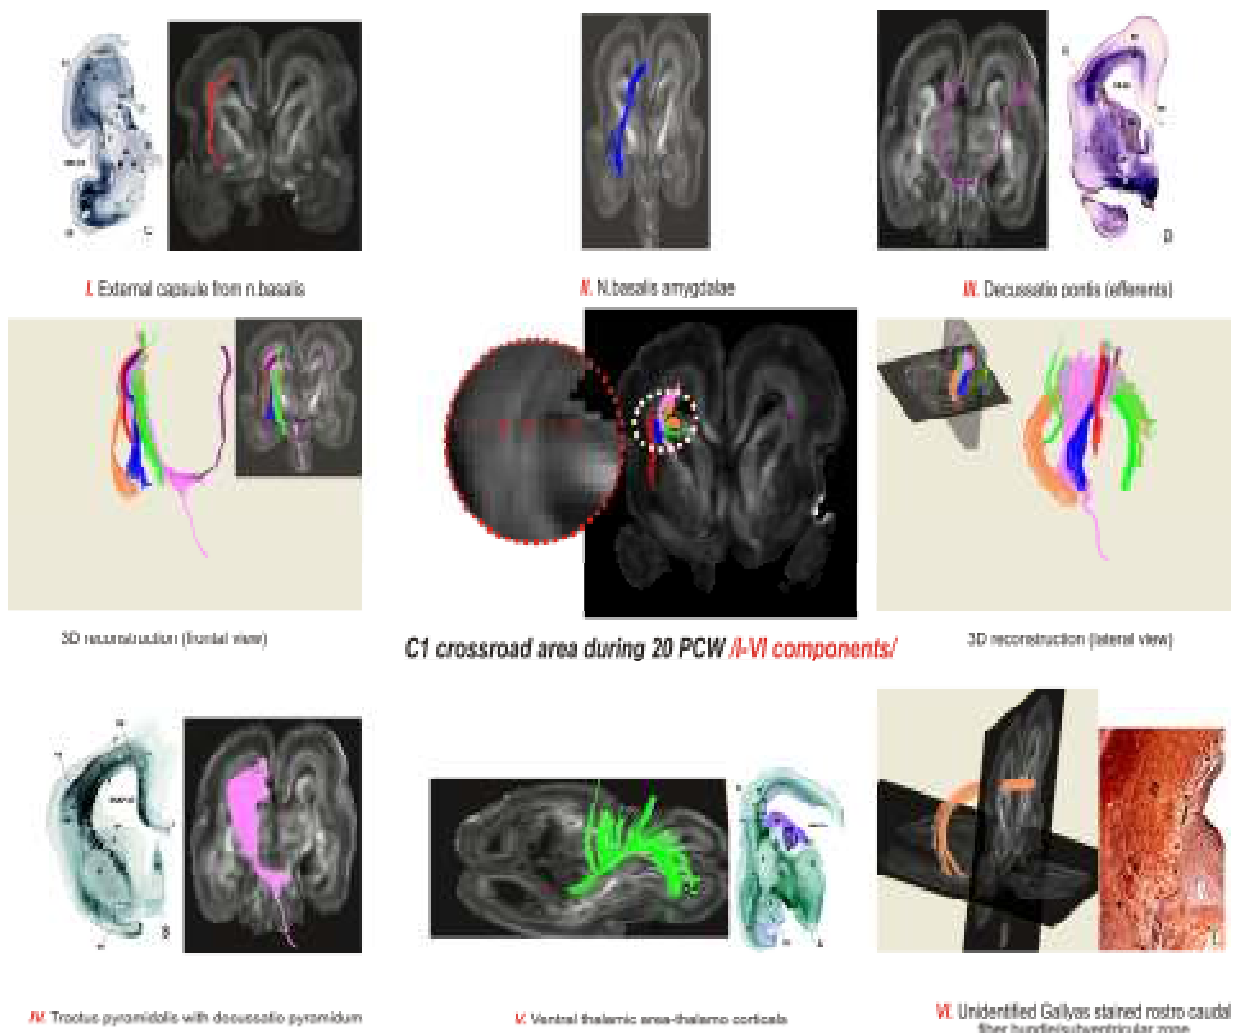 I. External capsule from n.basalis
II. N.basalis amygdalae
III. Decussatio pontis (efferents)
3D reconstruction (frontal view)
C1 crossroad area during 20 PCW /I-VI components/
3D reconstruction (lateral view)
IV. Tractus pyramidalis with decussatio pyramidum
V. Ventral thalamic area-thalamo corticals
VI. Unidentified Gallyas stained rostro caudal
fiber bundle/subventricular zone